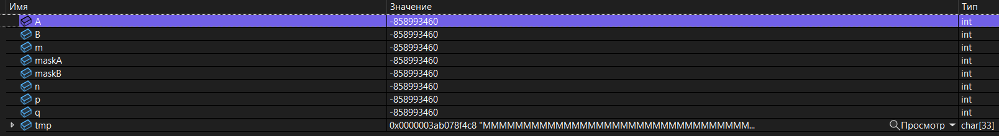 Имя Значение Тип
A -858993460 int
B -858993460 int
m -858993460 int
maskA -858993460 int
maskB -858993460 int
n -858993460 int
p -858993460 int
q -858993460 int
tmp 0x0000003ab078f4c8 "МММММММММММММММММММММММММММММММММ... Просмотр char[33]